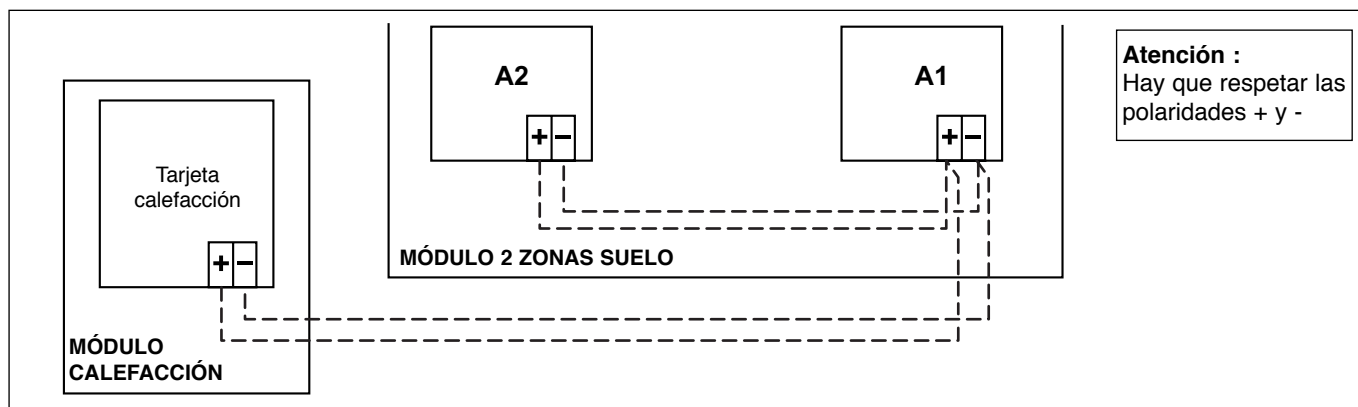 A2
+ −
A1
+ −
Atención :
Hay que respetar las
polaridades + y -
Tarjeta
calefacción
+ −
MÓDULO 2 ZONAS SUELO
MÓDULO
CALEFACCIÓN